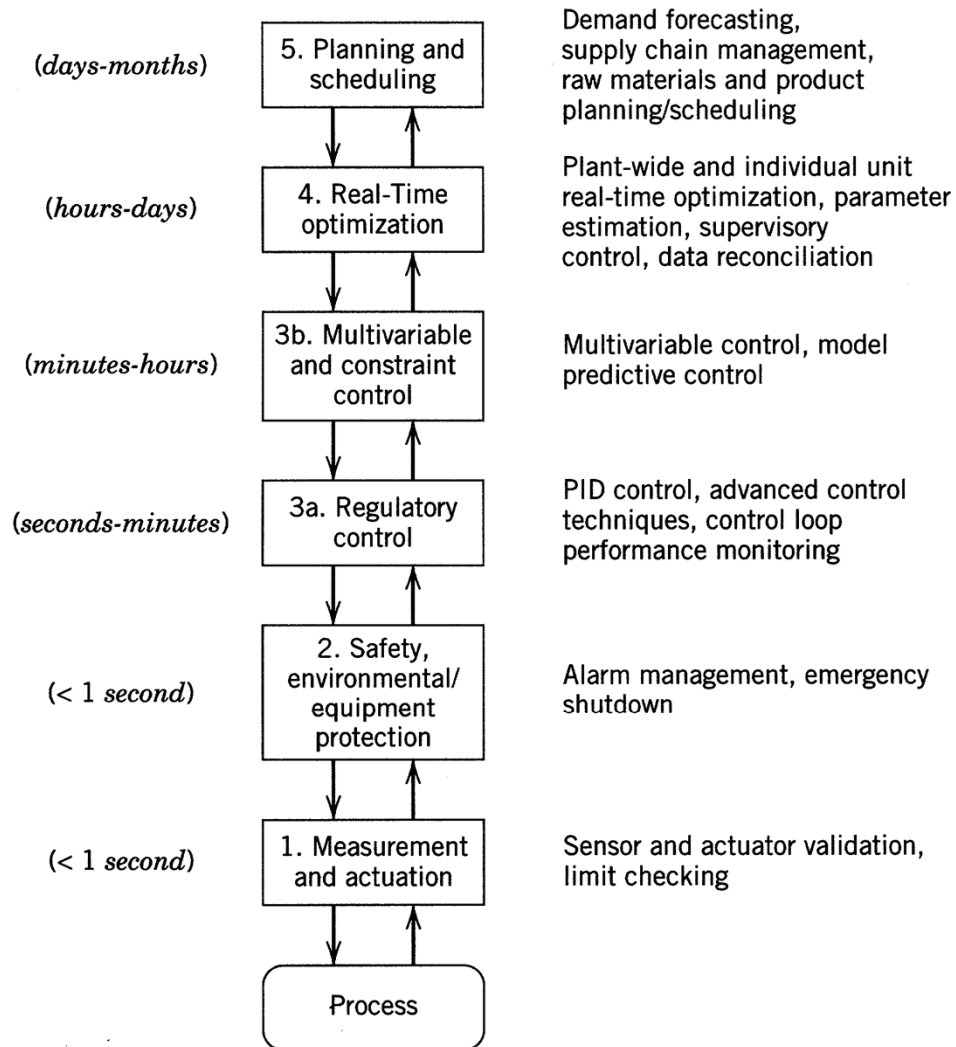 (days-months)
5. Planning and
scheduling
Demand forecasting,
supply chain management,
raw materials and product
planning/scheduling
(hours-days)
4. Real-Time
optimization
Plant-wide and individual unit
real-time optimization, parameter
estimation, supervisory
control, data reconciliation
(minutes-hours)
3b. Multivariable
and constraint
control
Multivariable control, model
predictive control
(seconds-minutes)
3a. Regulatory
control
PID control, advanced control
techniques, control loop
performance monitoring
(< 1 second)
2. Safety,
environmental/
equipment
protection
Alarm management, emergency
shutdown
(< 1 second)
1. Measurement
and actuation
Sensor and actuator validation,
limit checking
Process